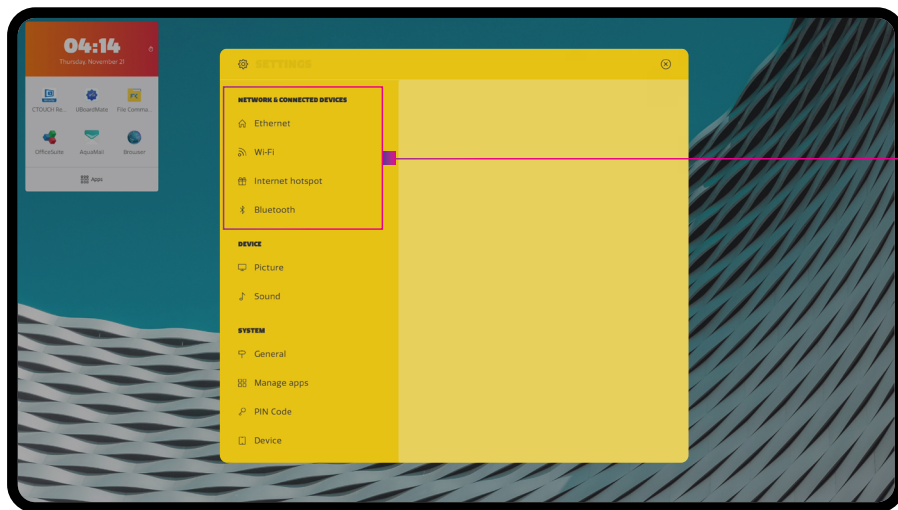 04:14
Thursday, November 21
CTOUCH Re...
UBoardMate
File Comma...
OfficeSuite
AquaMail
Browser
Apps
SETTINGS
NETWORK & CONNECTED DEVICES
Ethernet
Wi-Fi
Internet hotspot
Bluetooth
DEVICE
Picture
Sound
SYSTEM
General
Manage apps
PIN Code
Device